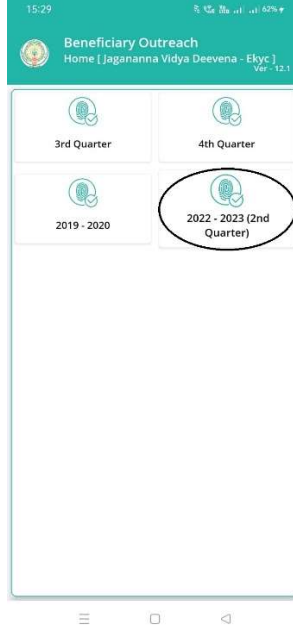 15:29
62%
Beneficiary Outreach
Home [ Jagananna Vidya Deevena - Ekyc ]
Ver - 12.1
3rd Quarter
4th Quarter
2019 - 2020
2022 - 2023 (2nd
Quarter)